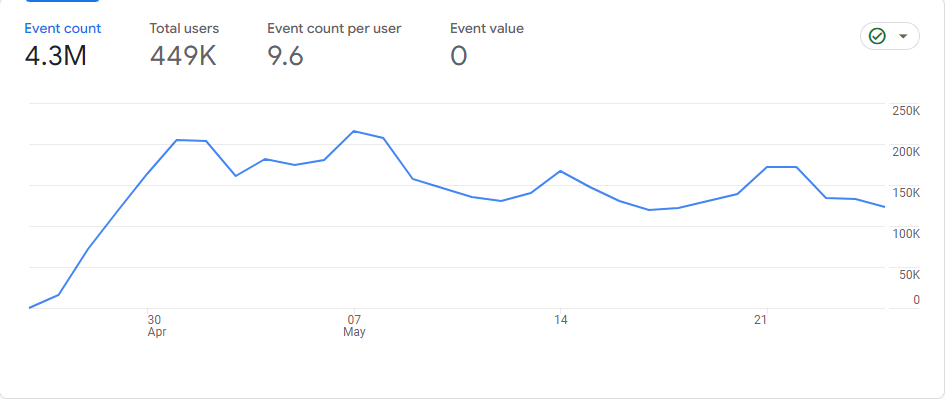 Event count Total users Event count per user Event value
4.3M 449K 9.6 0
250K
200K
150K
100K
50K
0
30 07 14 21
Apr May